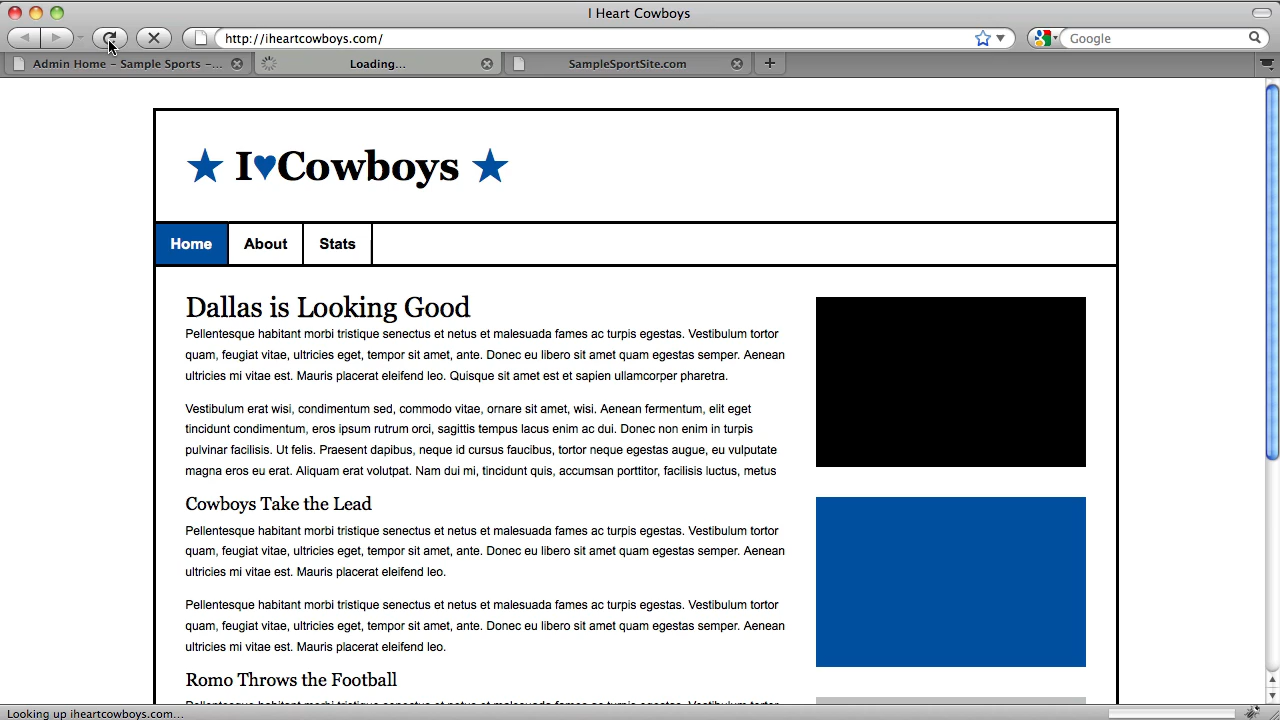 I Heart Cowboys
http://iheartcowboys.com/
Google
Admin Home – Sample Sports –...
Loading...
SampleSportSite.com
★ I♥Cowboys ★
Home
About
Stats
Dallas is Looking Good
Pellentesque habitant morbi tristique senectus et netus et malesuada fames ac turpis egestas. Vestibulum tortor
quam, feugiat vitae, ultricies eget, tempor sit amet, ante. Donec eu libero sit amet quam egestas semper. Aenean
ultricies mi vitae est. Mauris placerat eleifend leo. Quisque sit amet est et sapien ullamcorper pharetra.
Vestibulum erat wisi, condimentum sed, commodo vitae, ornare sit amet, wisi. Aenean fermentum, elit eget
tincidunt condimentum, eros ipsum rutrum orci, sagittis tempus lacus enim ac dui. Donec non enim in turpis
pulvinar facilisis. Ut felis. Praesent dapibus, neque id cursus faucibus, tortor neque egestas augue, eu vulputate
magna eros eu erat. Aliquam erat volutpat. Nam dui mi, tincidunt quis, accumsan porttitor, facilisis luctus, metus
Cowboys Take the Lead
Pellentesque habitant morbi tristique senectus et netus et malesuada fames ac turpis egestas. Vestibulum tortor
quam, feugiat vitae, ultricies eget, tempor sit amet, ante. Donec eu libero sit amet quam egestas semper. Aenean
ultricies mi vitae est. Mauris placerat eleifend leo.
Pellentesque habitant morbi tristique senectus et netus et malesuada fames ac turpis egestas. Vestibulum tortor
quam, feugiat vitae, ultricies eget, tempor sit amet, ante. Donec eu libero sit amet quam egestas semper. Aenean
ultricies mi vitae est. Mauris placerat eleifend leo.
Romo Throws the Football
Looking up iheartcowboys.com...